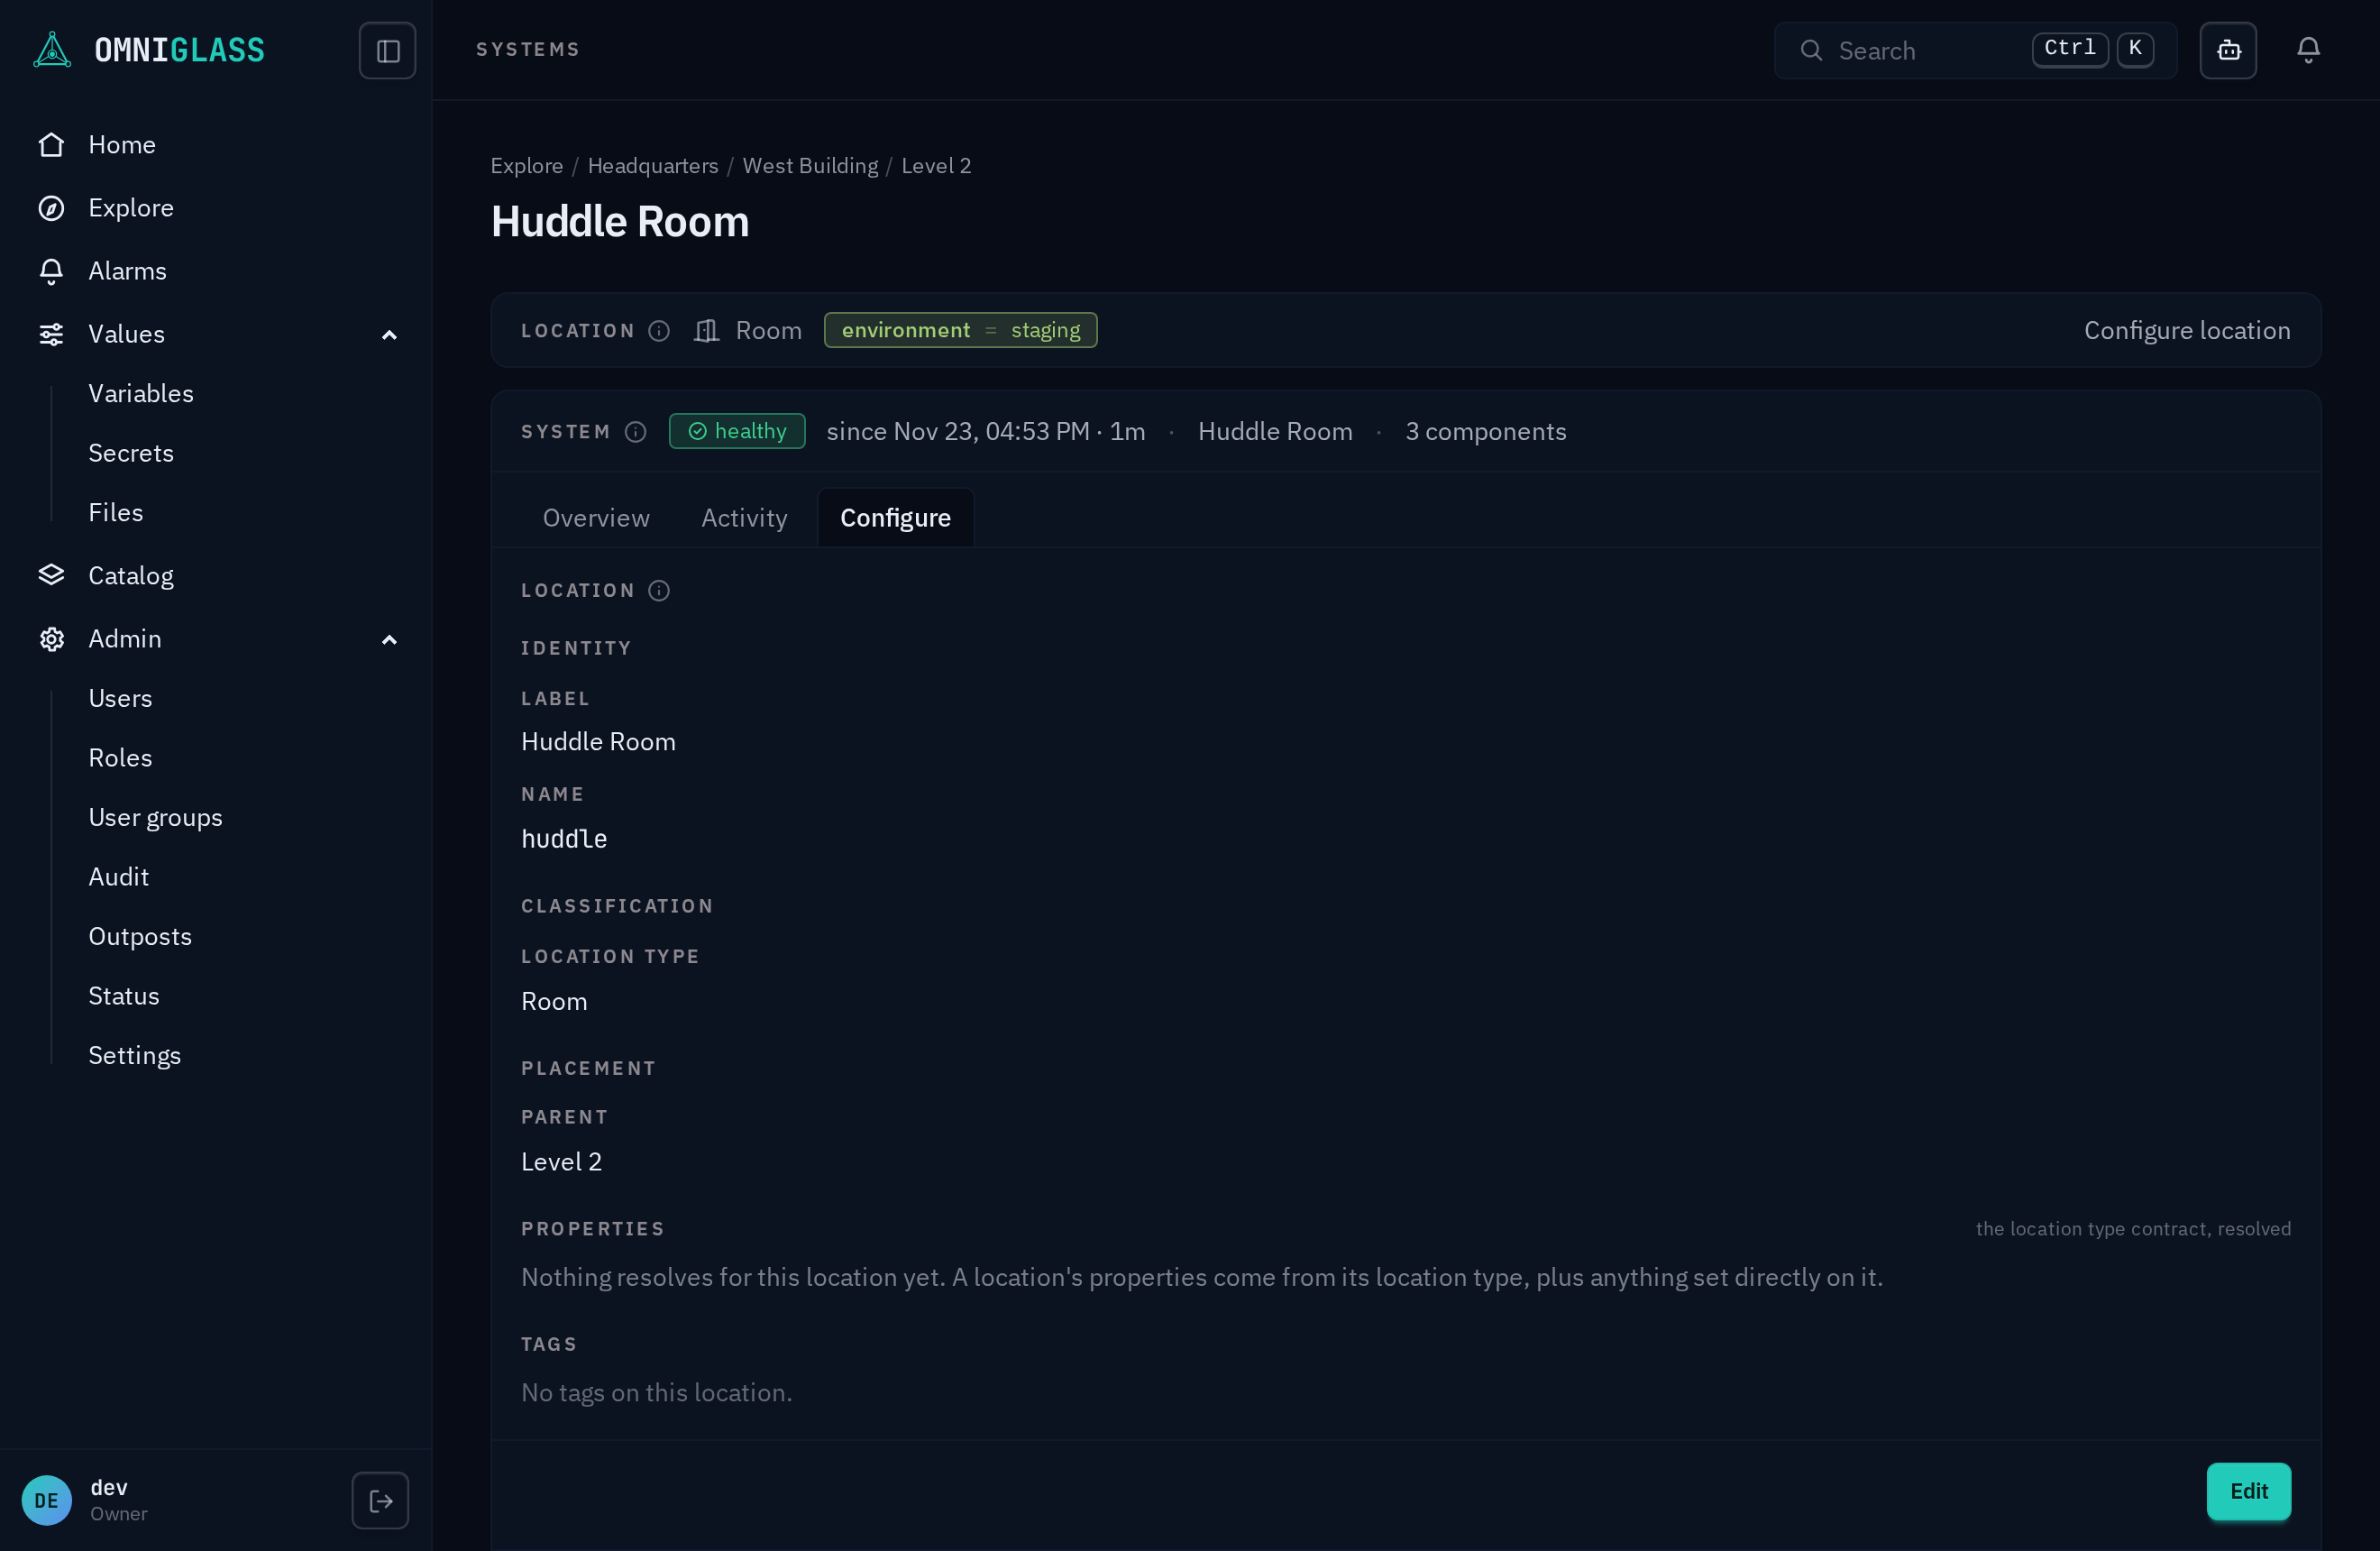 OMNIGLASS
Home
Explore
Alarms
Values
Variables
Secrets
Files
Catalog
Admin
Users
Roles
User groups
Audit
Outposts
Status
Settings
DE
dev
Owner
SYSTEMS
Search Ctrl K
Explore / Headquarters / West Building / Level 2
Huddle Room
LOCATION Room environment = staging Configure location
SYSTEM healthy since Nov 23, 04:53 PM · 1m · Huddle Room · 3 components
Overview Activity Configure
LOCATION
IDENTITY
LABEL
Huddle Room
NAME
huddle
CLASSIFICATION
LOCATION TYPE
Room
PLACEMENT
PARENT
Level 2
PROPERTIES the location type contract, resolved
Nothing resolves for this location yet. A location's properties come from its location type, plus anything set directly on it.
TAGS
No tags on this location.
Edit